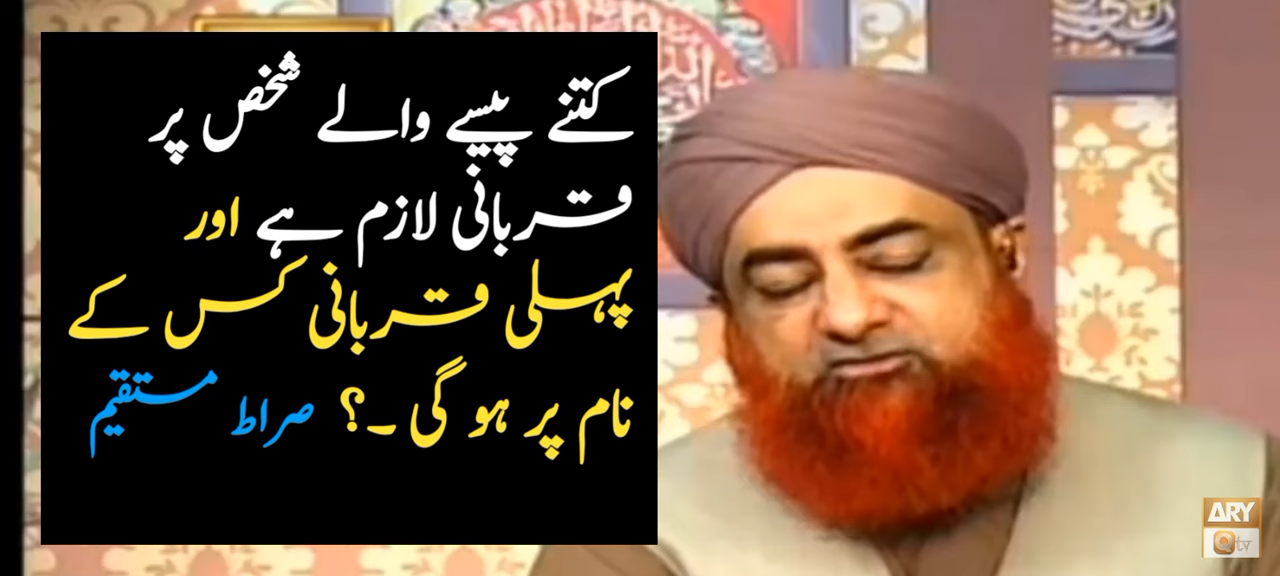 کتنے پیسے والے شخص پر
قربانی لازم ہے اور
پہلی قربانی کس کے
نام پر ہو گی ۔؟ صراط مستقیم
ARY
Qtv